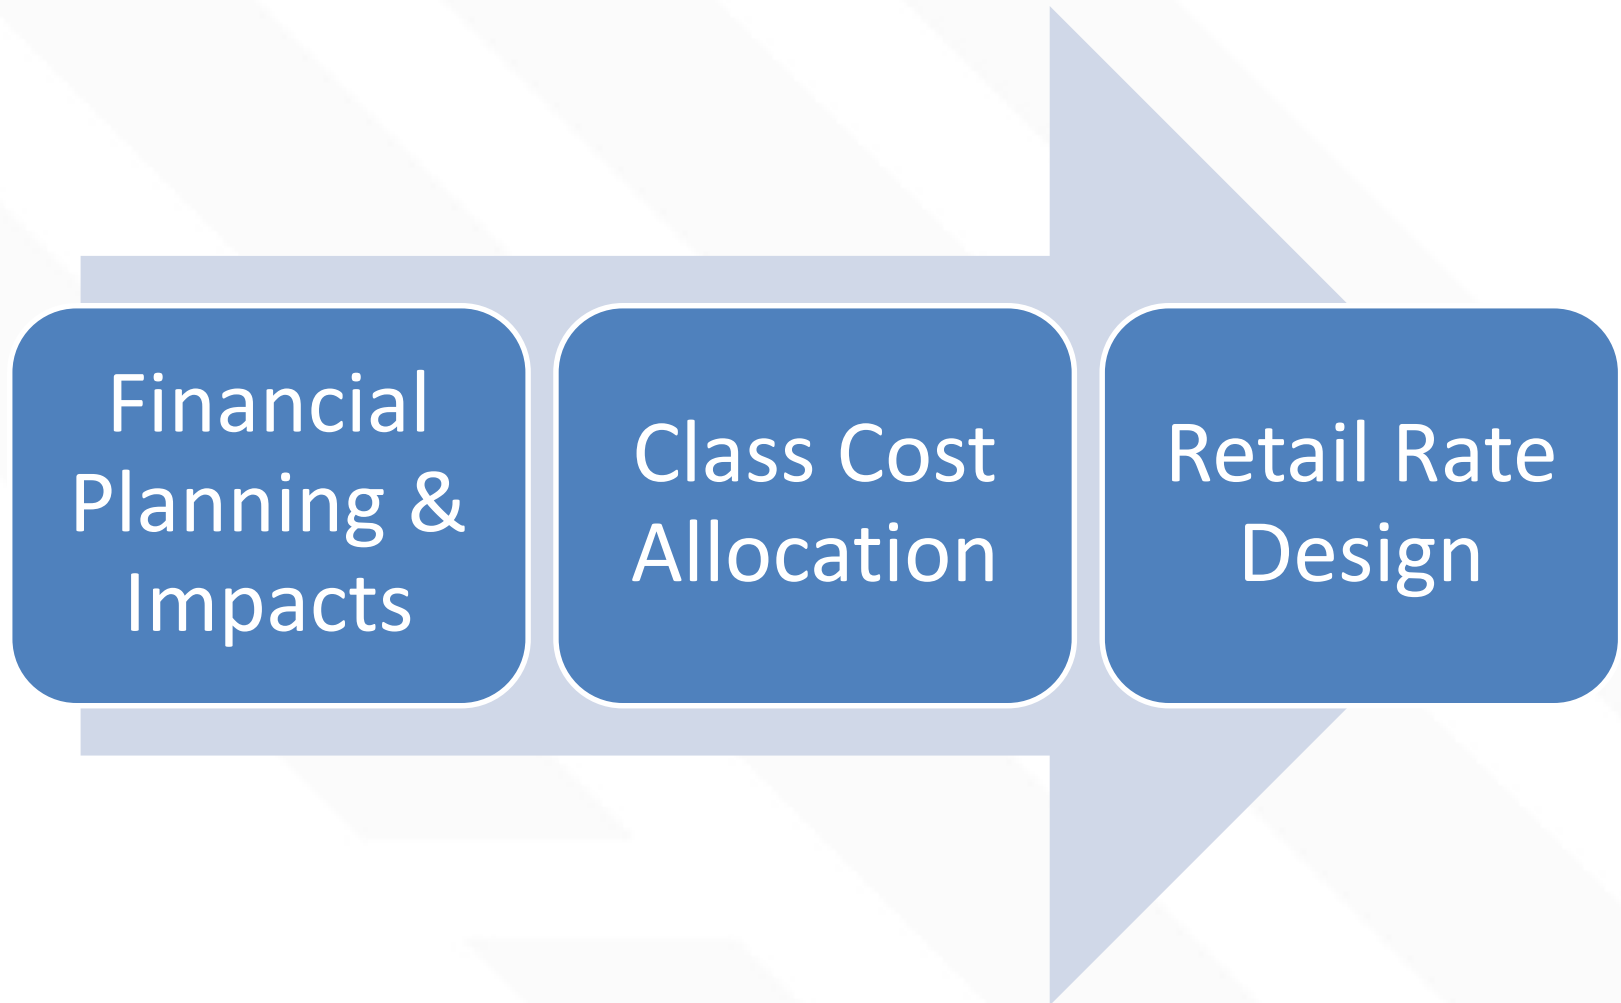 Financial
Planning &
Impacts
Class Cost
Allocation
Retail Rate
Design